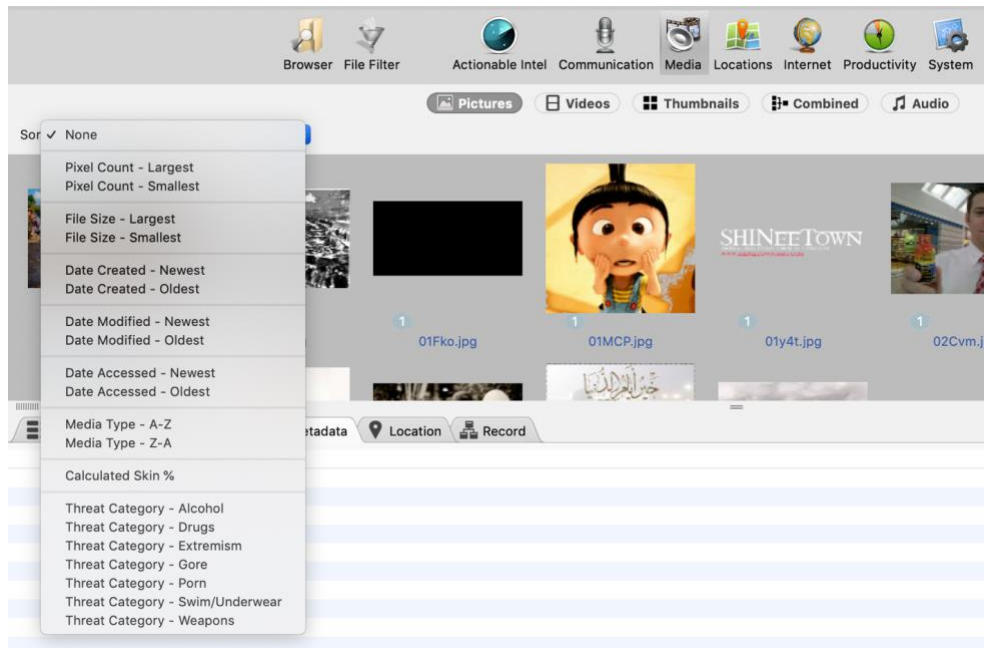 Browser File Filter Actionable Intel Communication Media Locations Internet Productivity System
Pictures Videos Thumbnails Combined Audio
Sor ✓ None
Pixel Count - Largest
Pixel Count - Smallest
File Size - Largest
File Size - Smallest
Date Created - Newest
Date Created - Oldest
Date Modified - Newest
Date Modified - Oldest
Date Accessed - Newest
Date Accessed - Oldest
Media Type - A-Z
Media Type - Z-A
Calculated Skin %
Threat Category - Alcohol
Threat Category - Drugs
Threat Category - Extremism
Threat Category - Gore
Threat Category - Porn
Threat Category - Swim/Underwear
Threat Category - Weapons
SHINeeTown
1 1 1 1
01Fko.jpg 01MCP.jpg 01y4t.jpg 02Cvm.j
etadata Location Record